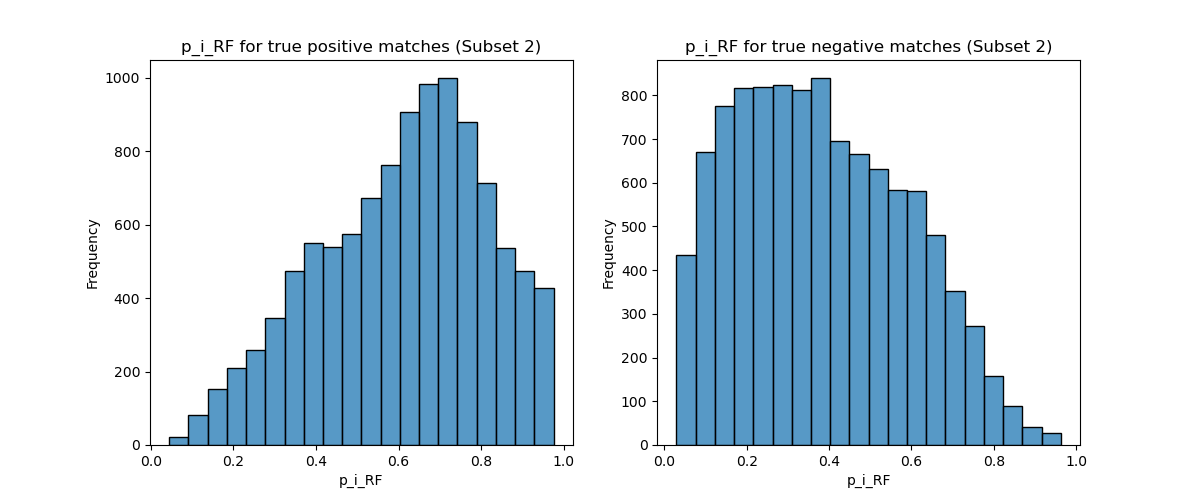 p_i_RF for true positive matches (Subset 2)
1000
800
600
400
200
0
Frequency
0.0 0.2 0.4 0.6 0.8 1.0
p_i_RF
p_i_RF for true negative matches (Subset 2)
800
700
600
500
400
300
200
100
0
Frequency
0.0 0.2 0.4 0.6 0.8 1.0
p_i_RF